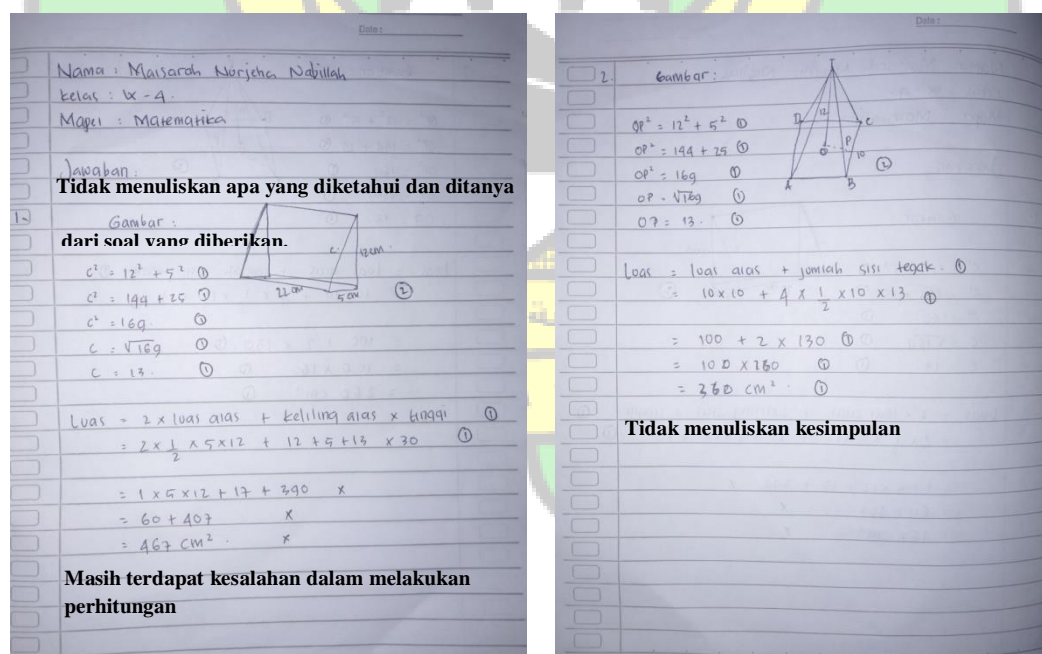 Date:
Nama : Maisarah Norjeha Nabillah
kelas : IX - 4.
Mapel : Matematika
Jawaban :
Tidak menuliskan apa yang diketahui dan ditanya
1.
Gambar :
dari soal yang diberikan.
c
12 cm
22 cm
5 cm
②
c² = 12² + 5² ①
c² = 144 + 25 ①
c² = 169. ①
c = √169 ①
c = 13. ①
Luas = 2 x luas alas + keliling alas x tinggi ①
= 2 x 1/2 x 5 x 12 + 12 + 5 + 13 x 30 ①
= 1 x 5 x 12 + 17 + 390 x
= 60 + 407 x
= 467 cm². x
Masih terdapat kesalahan dalam melakukan
perhitungan
Date:
2. Gambar :
T
D
12
C
O
P
10
A
B
②
OP² = 12² + 5² ①
OP² = 144 + 25 ①
OP² = 169 ①
OP = √169 ①
OP = 13. ①
Luas = luas alas + jumlah sisi tegak. ①
= 10 x 10 + 4 x 1/2 x 10 x 13 ①
= 100 + 2 x 130 ①
= 100 x 260 ①
= 360 cm². ①
Tidak menuliskan kesimpulan